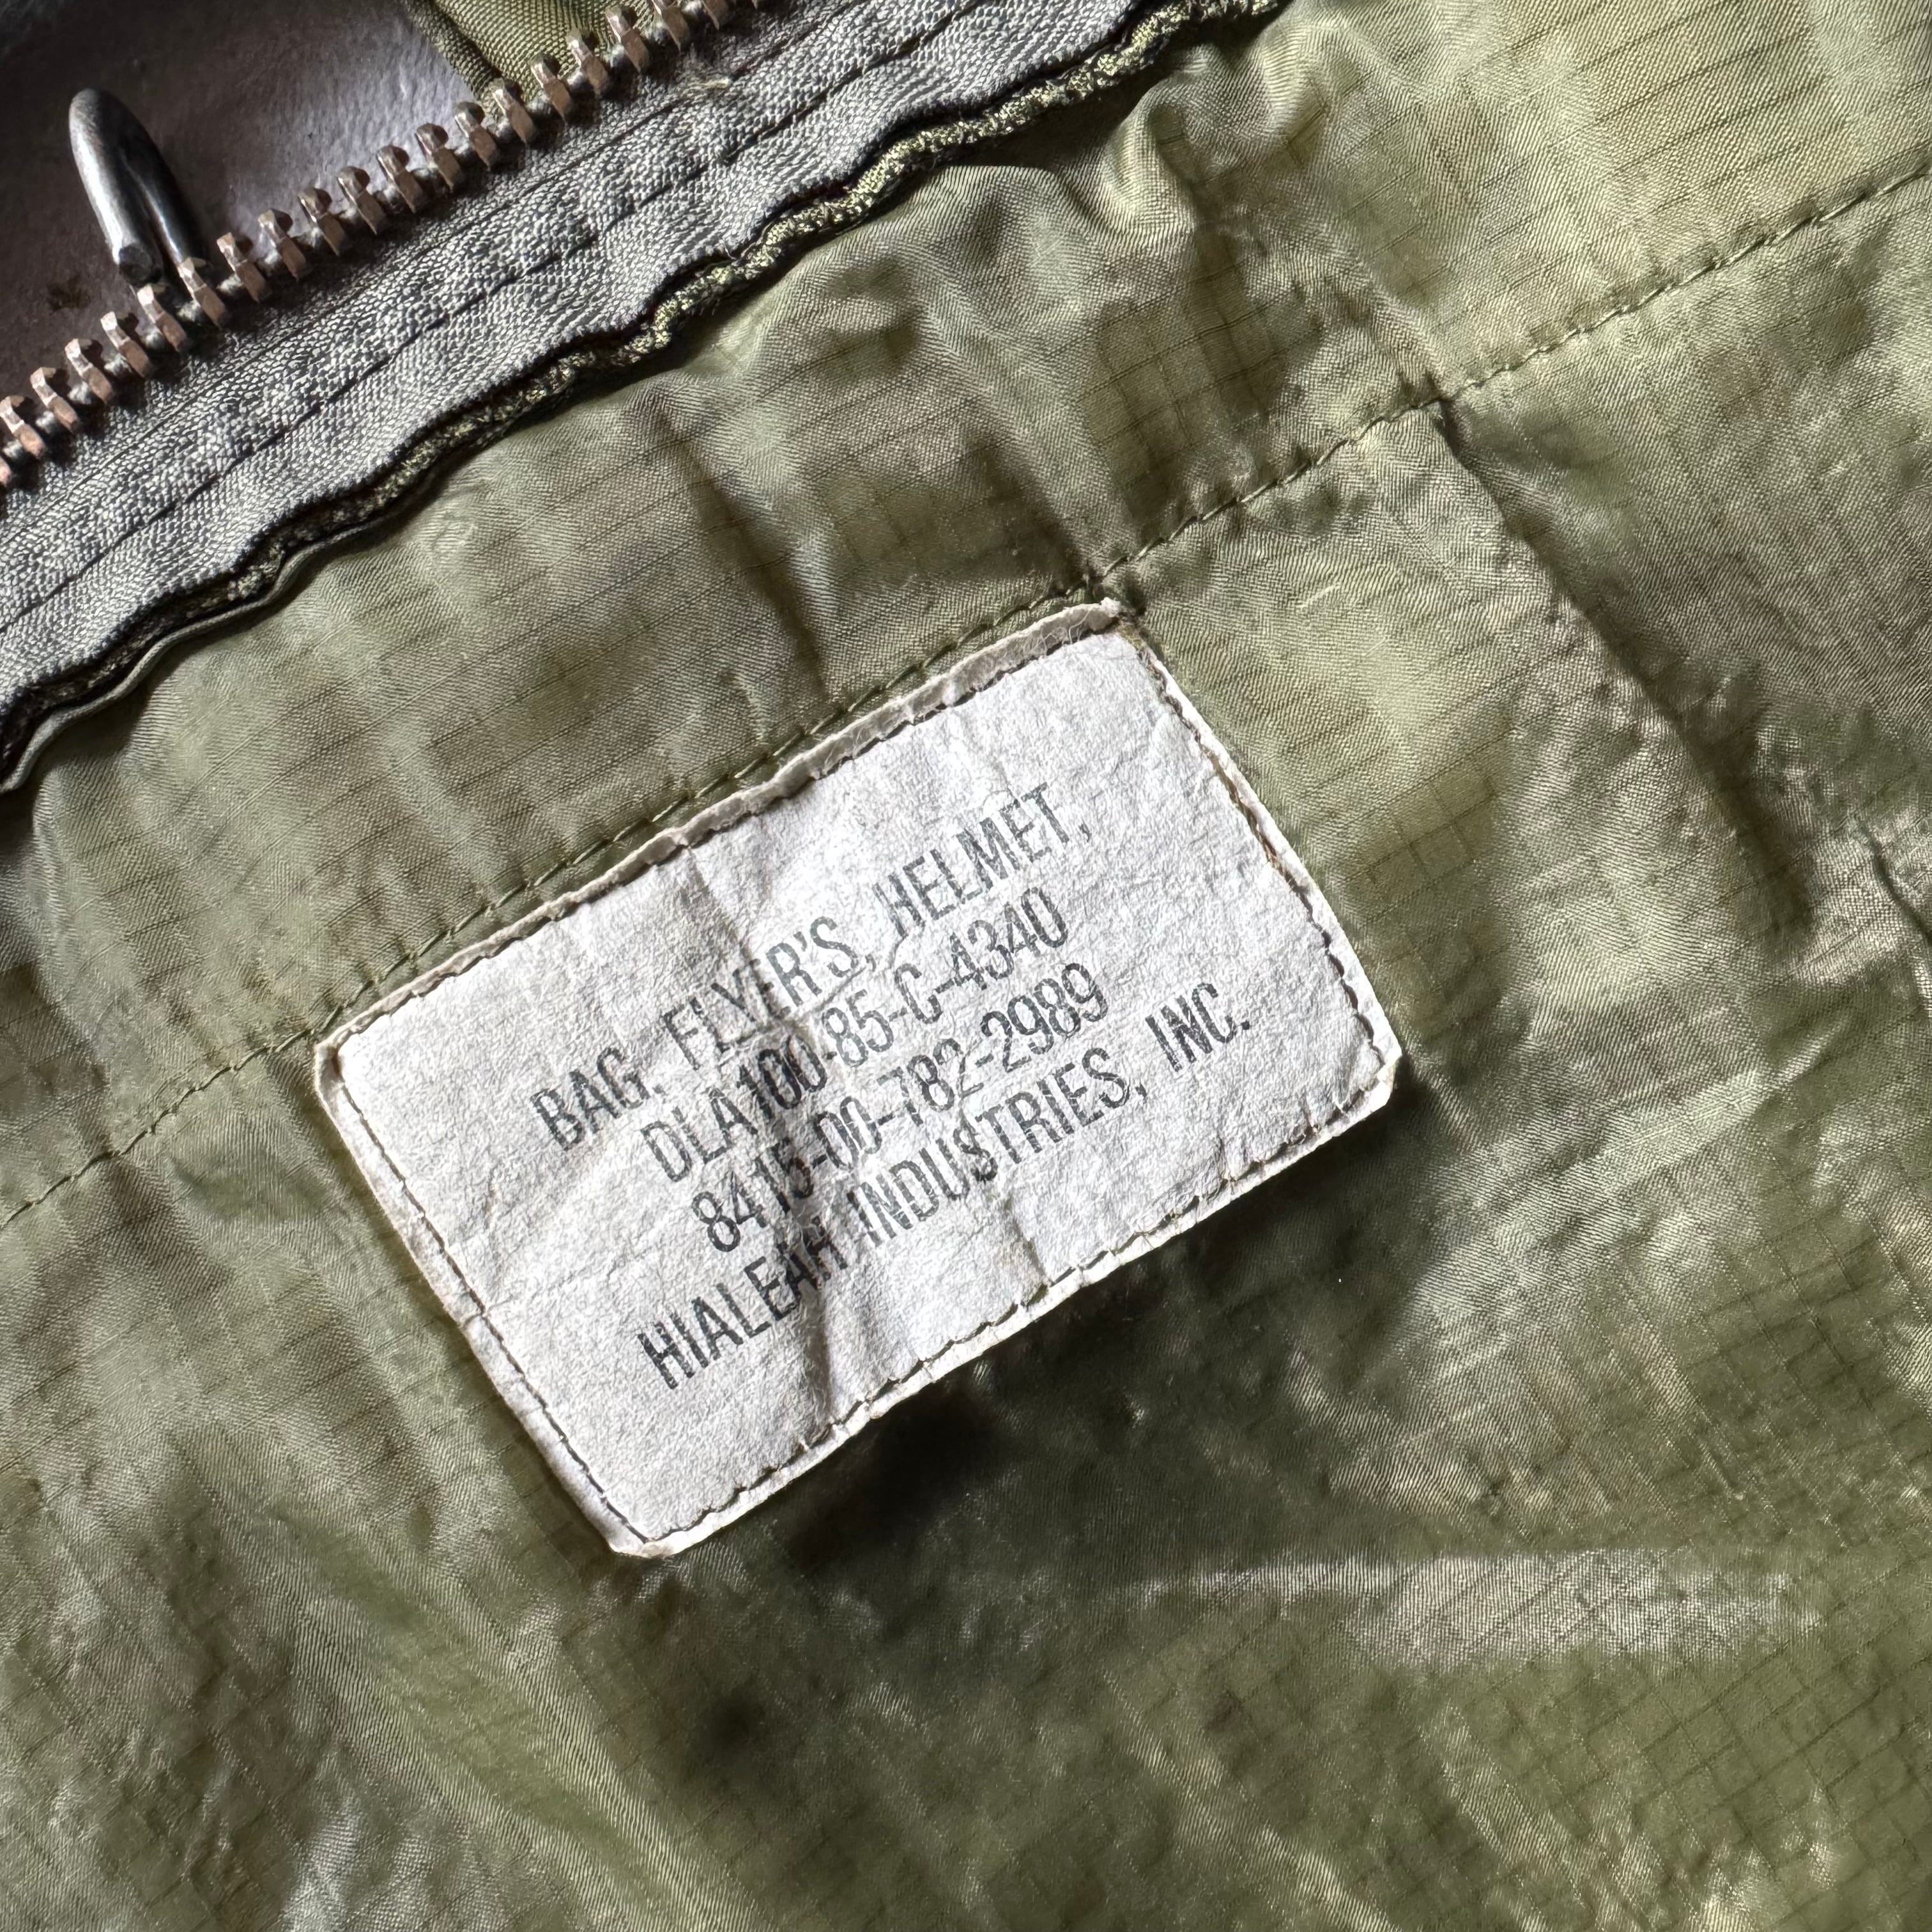 BAG, FLYER'S, HELMET,
DLA100-85-C-4340
8415-00-782-2989
HIALEAH INDUSTRIES, INC.